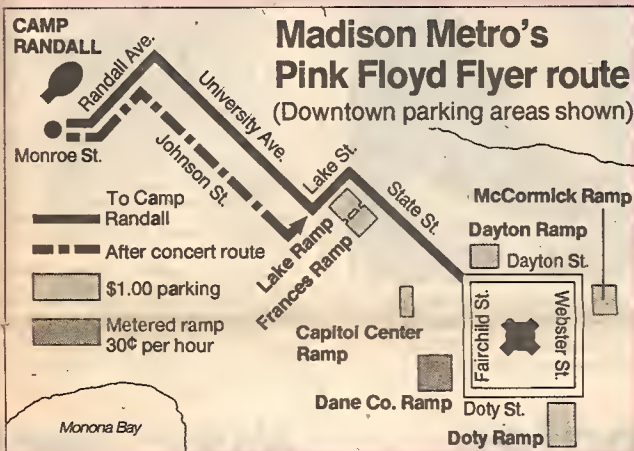 CAMP
RANDALL
Madison Metro's
Pink Floyd Flyer route
(Downtown parking areas shown)
Randall Ave.
University Ave.
Monroe St.
Johnson St.
Lake St.
State St.
To Camp
Randall
After concert route
$1.00 parking
Metered ramp
30¢ per hour
Lake Ramp
Frances Ramp
McCormick Ramp
Dayton Ramp
Dayton St.
Capitol Center
Ramp
Fairchild St.
Webster St.
Dane Co. Ramp
Doty St.
Doty Ramp
Monona Bay